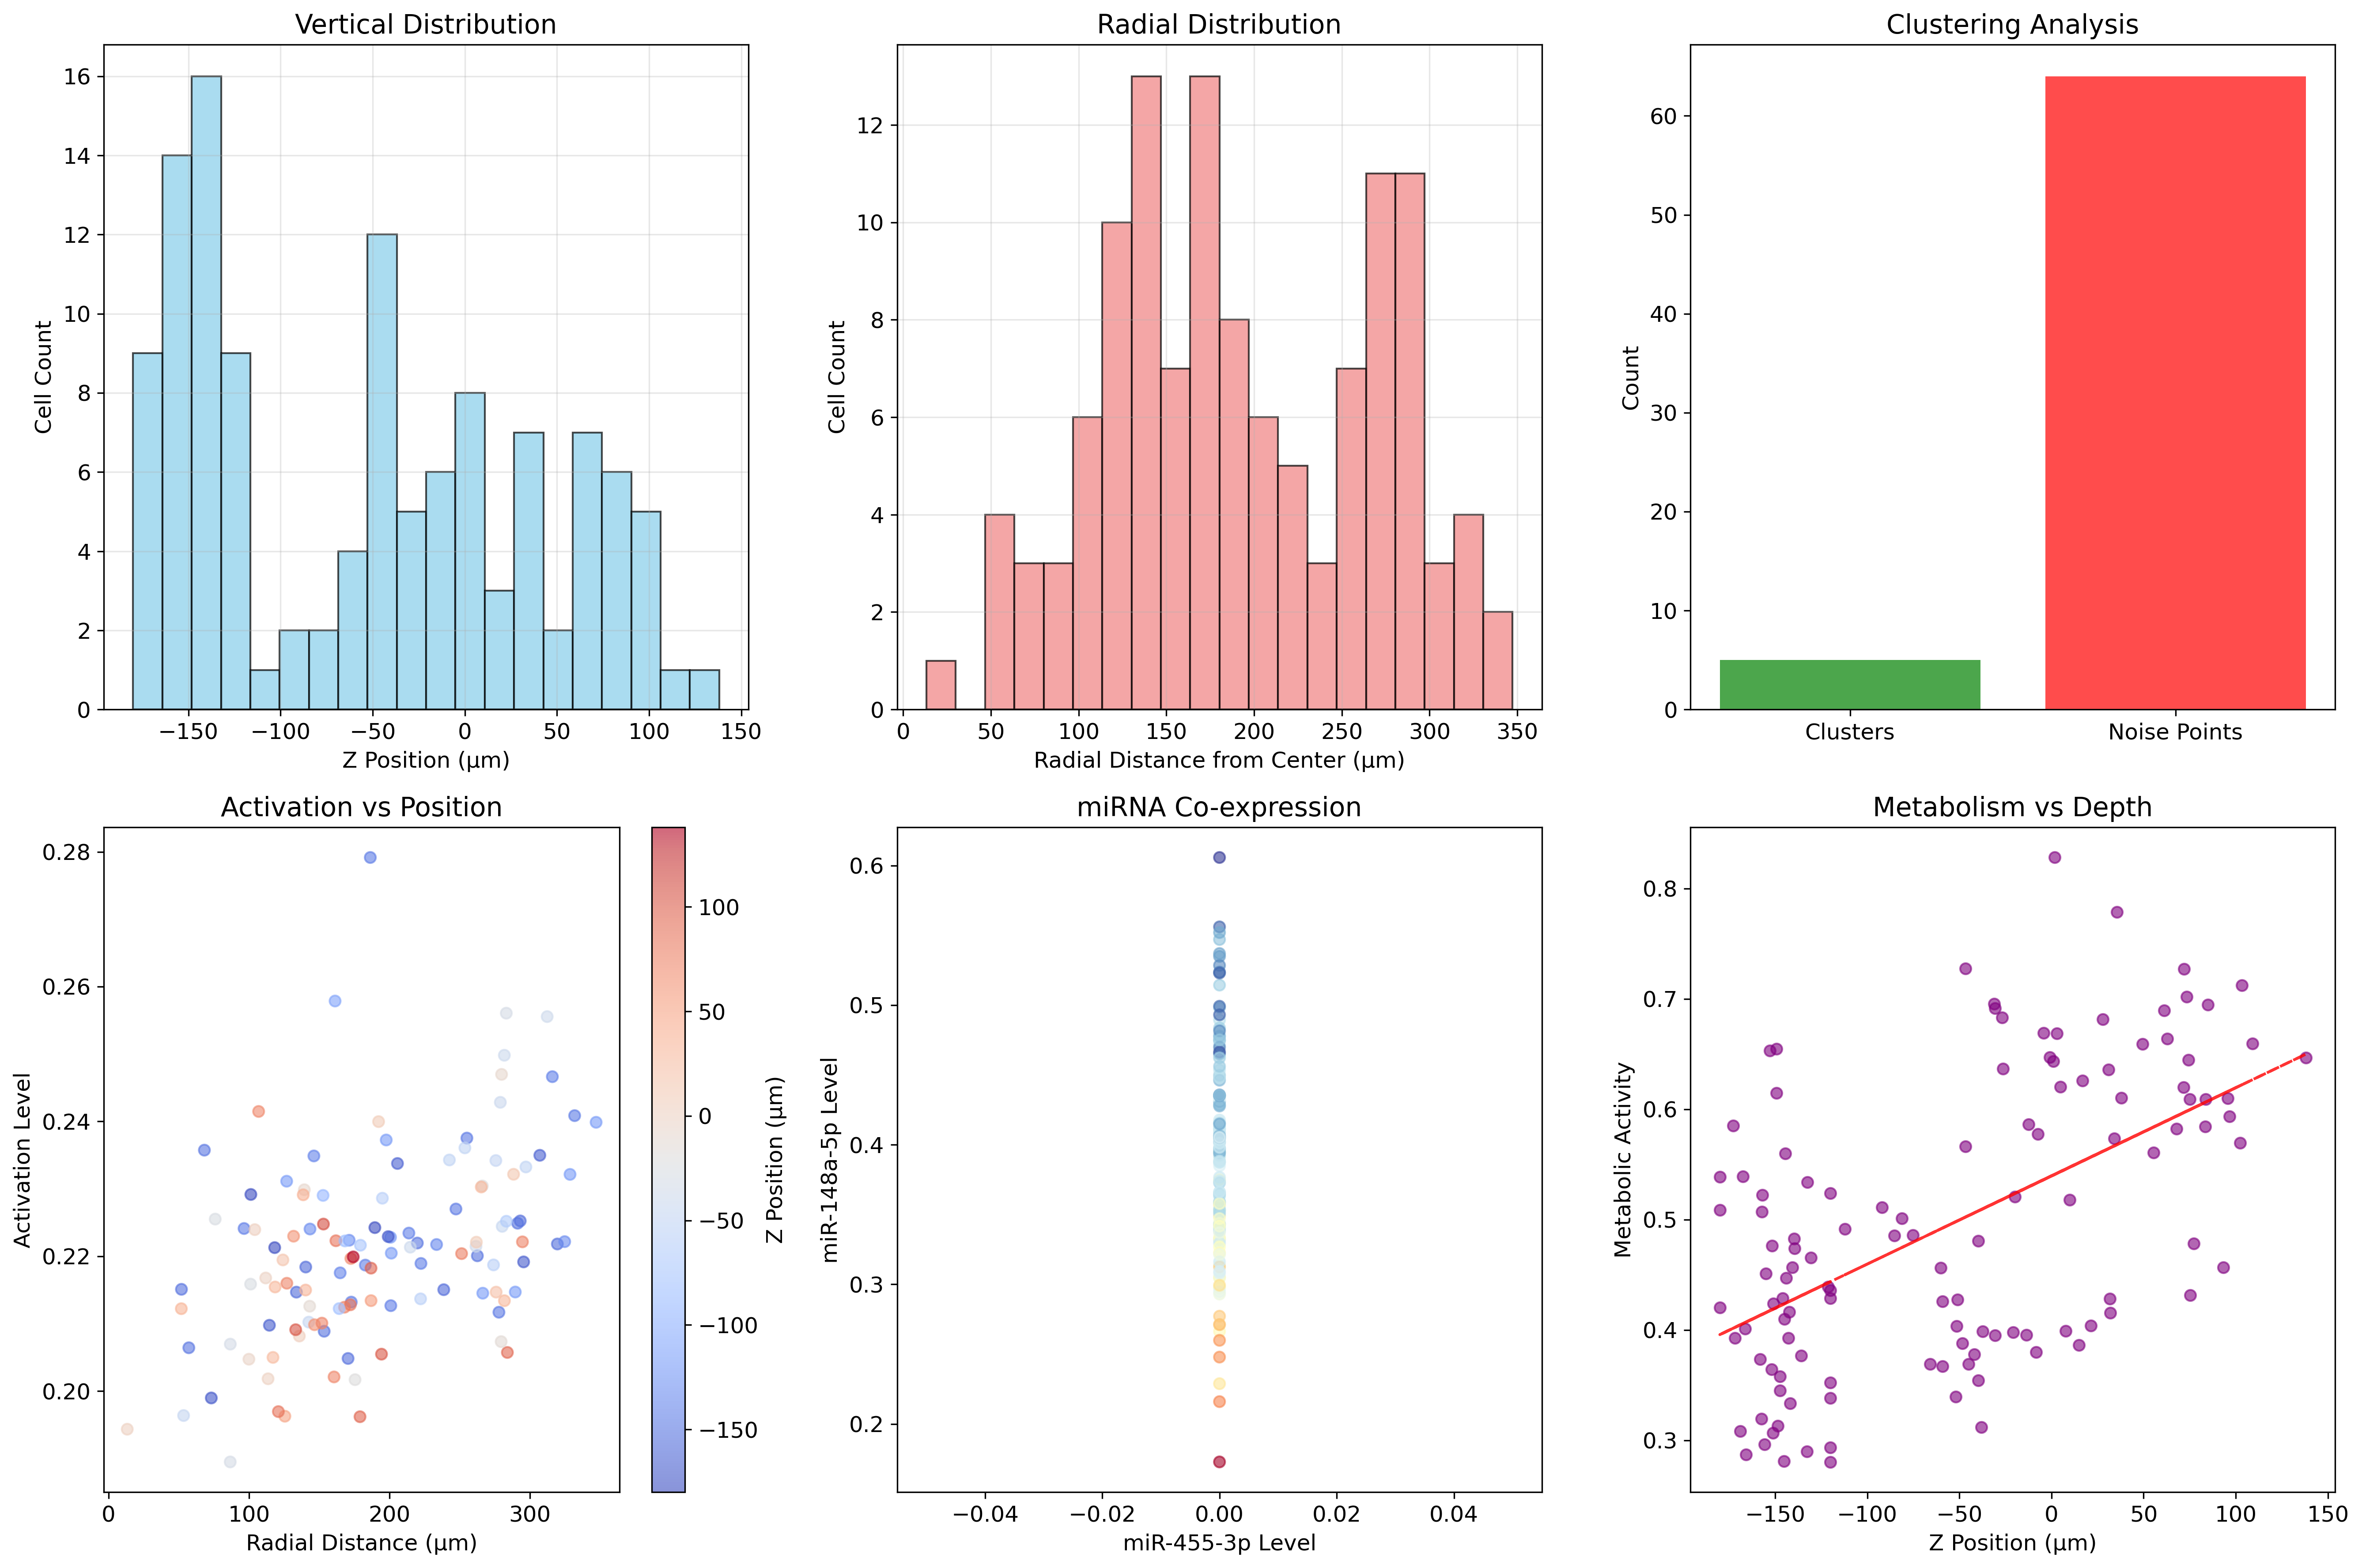 Vertical Distribution
16
14
12
10
8
6
4
2
0
Cell Count
−150 −100 −50 0 50 100 150
Z Position (μm)
Radial Distribution
12
10
8
6
4
2
0
Cell Count
0 50 100 150 200 250 300 350
Radial Distance from Center (μm)
Clustering Analysis
60
50
40
30
20
10
0
Count
Clusters Noise Points
Activation vs Position
0.28
0.26
0.24
0.22
0.20
Activation Level
0 100 200 300
Radial Distance (μm)
100
50
0
−50
−100
−150
Z Position (μm)
miRNA Co-expression
0.6
0.5
0.4
0.3
0.2
miR-148a-5p Level
−0.04 −0.02 0.00 0.02 0.04
miR-455-3p Level
Metabolism vs Depth
0.8
0.7
0.6
0.5
0.4
0.3
Metabolic Activity
−150 −100 −50 0 50 100 150
Z Position (μm)